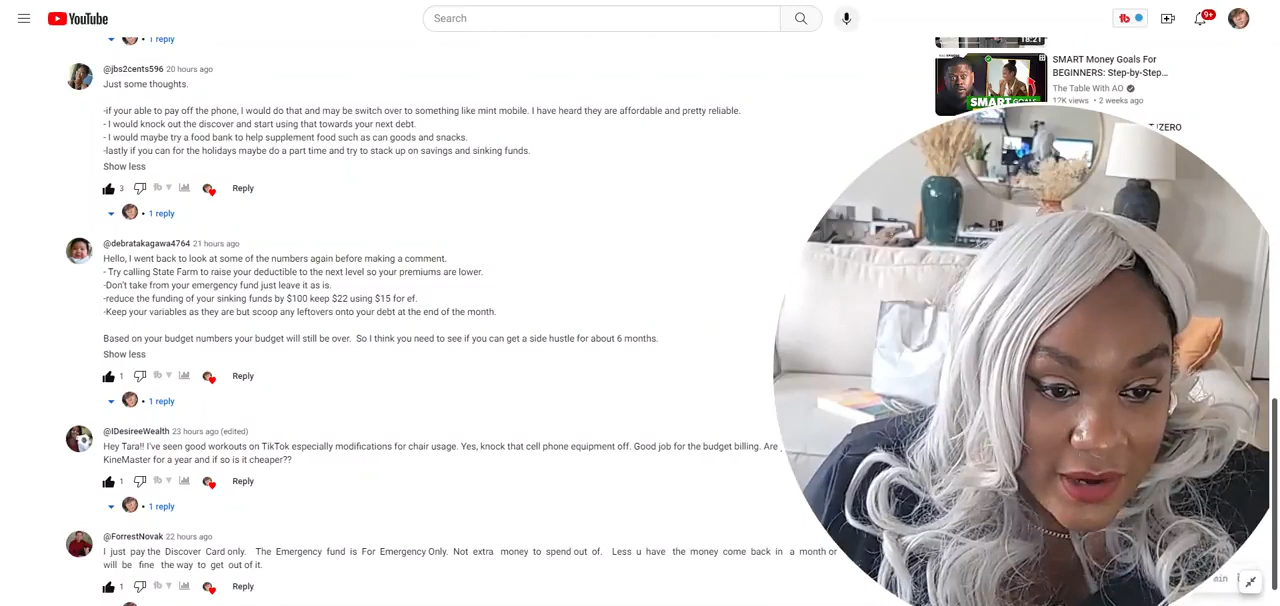 YouTube
Search
9+
1 reply
@jbs2cents596 20 hours ago
Just some thoughts.
-if your able to pay off the phone, I would do that and may be switch over to something like mint mobile. I have heard they are affordable and pretty reliable.
- I would knock out the discover and start using that towards your next debt.
- I would maybe try a food bank to help supplement food such as can goods and snacks.
-lastly if you can for the holidays maybe do a part time and try to stack up on savings and sinking funds.
Show less
3 Reply
1 reply
@debratakagawa4764 21 hours ago
Hello, I went back to look at some of the numbers again before making a comment.
- Try calling State Farm to raise your deductible to the next level so your premiums are lower.
-Don't take from your emergency fund just leave it as is.
-reduce the funding of your sinking funds by $100 keep $22 using $15 for ef.
-Keep your variables as they are but scoop any leftovers onto your debt at the end of the month.
Based on your budget numbers your budget will still be over. So I think you need to see if you can get a side hustle for about 6 months.
Show less
1 Reply
1 reply
@IDesireeWealth 23 hours ago (edited)
Hey Tara!! I've seen good workouts on TikTok especially modifications for chair usage. Yes, knock that cell phone equipment off. Good job for the budget billing. Are
KineMaster for a year and if so is it cheaper??
1 Reply
1 reply
@ForrestNovak 22 hours ago
I just pay the Discover Card only. The Emergency fund is For Emergency Only. Not extra money to spend out of. Less u have the money come back in a month or
will be fine the way to get out of it.
1 Reply
18:21
SMART Money Goals For
BEGINNERS: Step-by-Step...
The Table With AO
12K views • 2 weeks ago
SMART
/ZERO